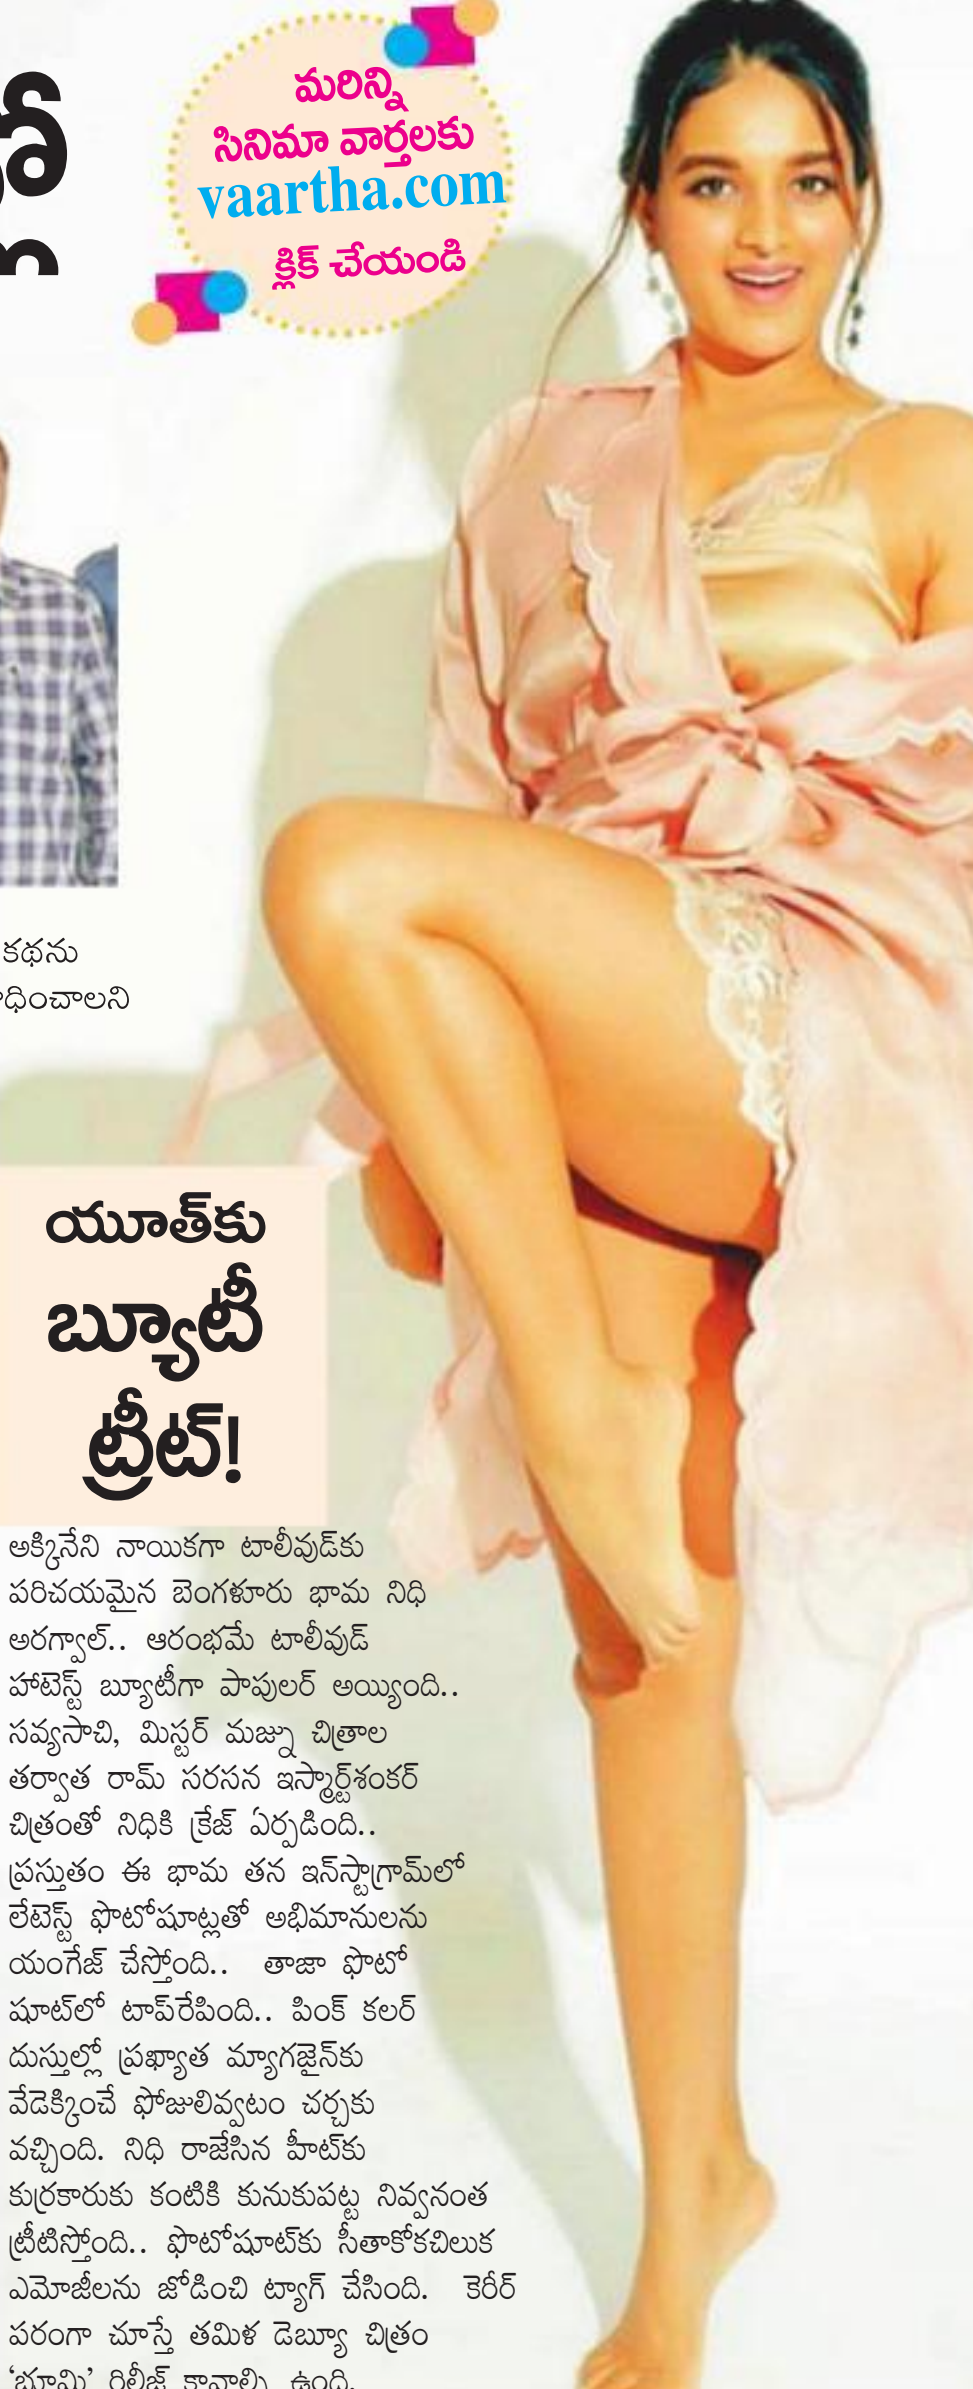 మరిన్ని
సినిమా వార్తలకు
vaartha.com
క్లిక్ చేయండి
కథను
యూత్‌కు
బ్యూటీ
ట్రీట్!
అక్కినేని నాయికగా టాలీవుడ్‌కు
పరిచయమైన బెంగళూరు భామ నిధి
అరగ్వాల్.. ఆరంభమే టాలీవుడ్
హాటెస్ట్ బ్యూటీగా పాపులర్ అయ్యింది..
సవ్యసాచి, మిస్టర్ మజ్ను చిత్రాల
తర్వాత రామ్ సరసన ఇస్మార్ట్‌శంకర్
చిత్రంతో నిధికి క్రేజ్ ఏర్పడింది..
ప్రస్తుతం ఈ భామ తన ఇన్‌స్టాగ్రామ్‌లో
లేటెస్ట్ ఫొటోషూట్లతో అభిమానులను
యంగేజ్ చేస్తోంది.. తాజా ఫొటో
షూట్‌లో టాప్‌రేపింది.. పింక్ కలర్
దుస్తుల్లో ప్రఖ్యాత మ్యాగజైన్‌కు
వేడెక్కించే ఫోజులివ్వటం చర్చకు
వచ్చింది. నిధి రాజేసిన హీట్‌కు
కుర్రకారుకు కంటికి కునుకుపట్ట నివ్వనంత
ట్రీటిస్తోంది.. ఫొటోషూట్‌కు సీతాకోకచిలుక
ఎమోజీలను జోడించి ట్యాగ్ చేసింది. కెరీర్
పరంగా చూస్తే తమిళ డెబ్యూ చిత్రం
‘భూమి’ రిలీజ్ కావాల్సి ఉంది.